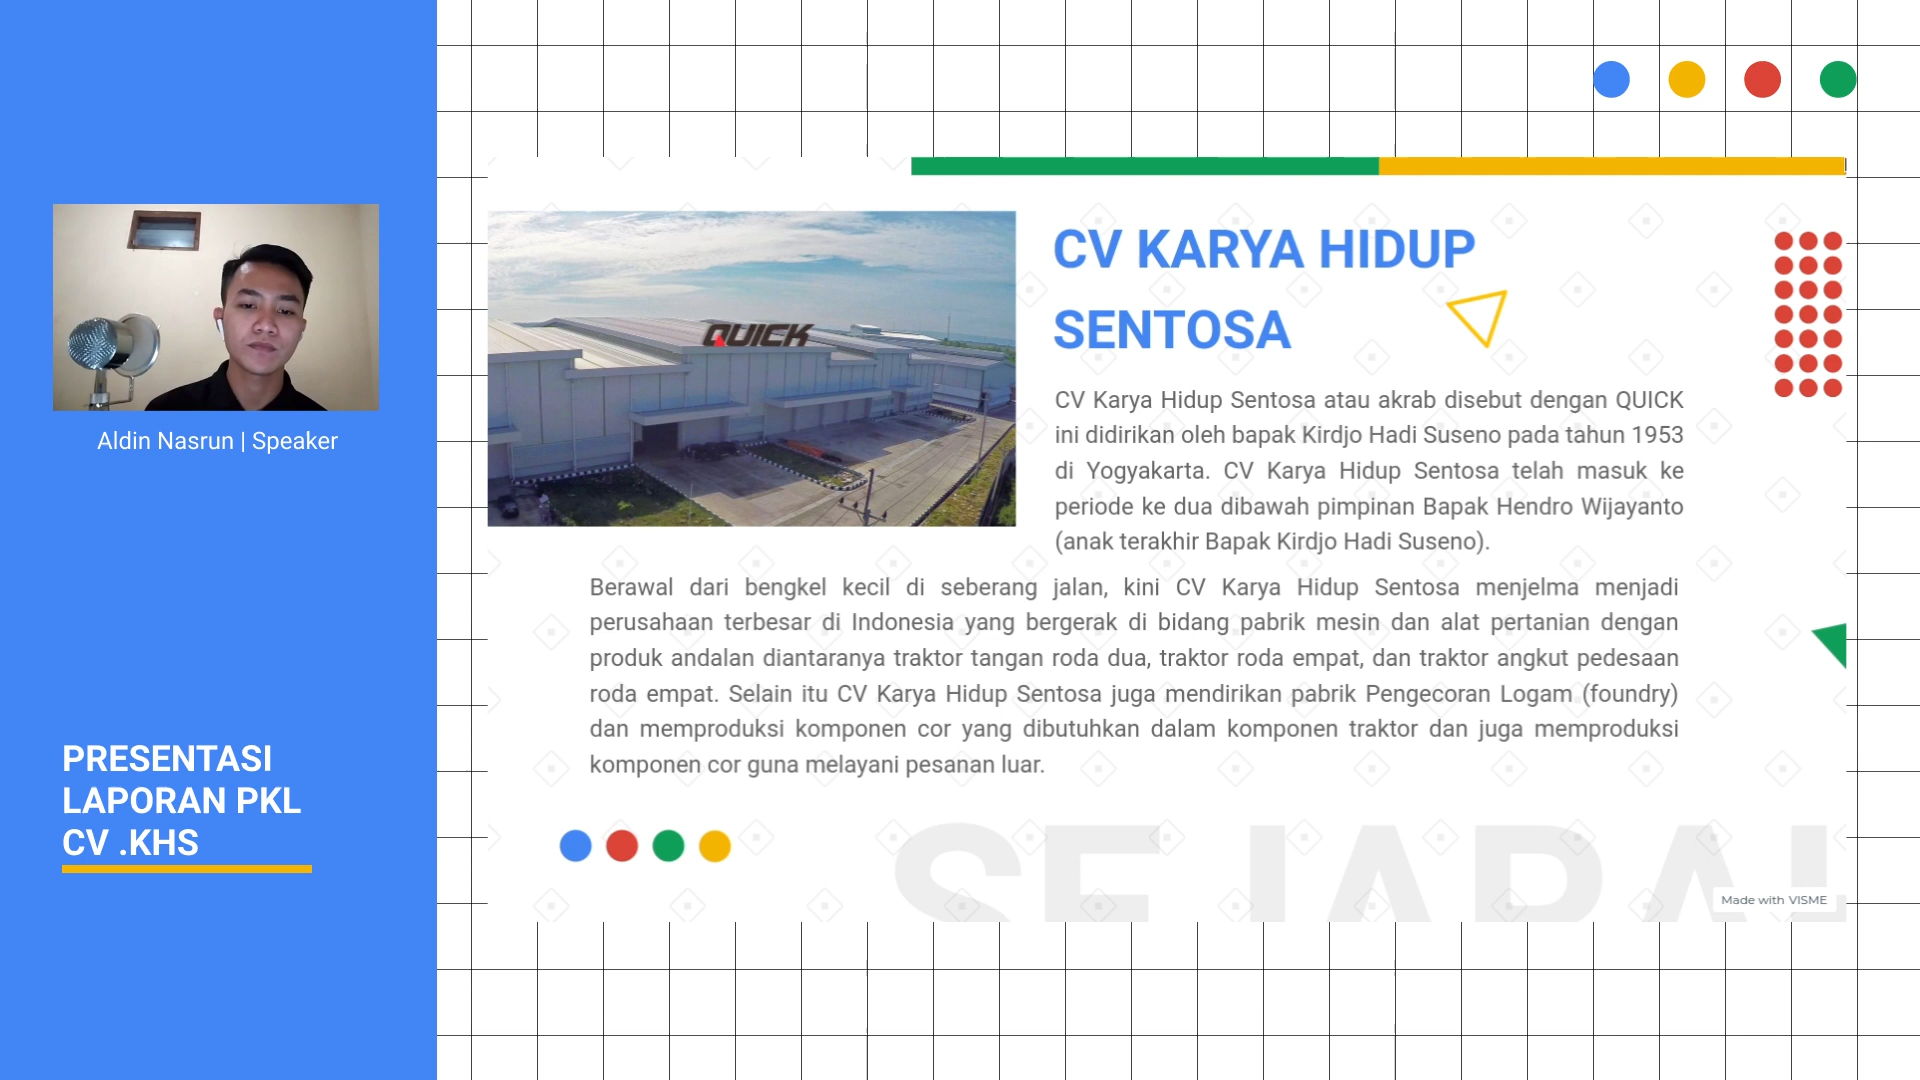 Aldin Nasrun | Speaker
PRESENTASI
LAPORAN PKL
CV .KHS
QUICK
CV KARYA HIDUP
SENTOSA
CV Karya Hidup Sentosa atau akrab disebut dengan QUICK
ini didirikan oleh bapak Kirdjo Hadi Suseno pada tahun 1953
di Yogyakarta. CV Karya Hidup Sentosa telah masuk ke
periode ke dua dibawah pimpinan Bapak Hendro Wijayanto
(anak terakhir Bapak Kirdjo Hadi Suseno).
Berawal dari bengkel kecil di seberang jalan, kini CV Karya Hidup Sentosa menjelma menjadi
perusahaan terbesar di Indonesia yang bergerak di bidang pabrik mesin dan alat pertanian dengan
produk andalan diantaranya traktor tangan roda dua, traktor roda empat, dan traktor angkut pedesaan
roda empat. Selain itu CV Karya Hidup Sentosa juga mendirikan pabrik Pengecoran Logam (foundry)
dan memproduksi komponen cor yang dibutuhkan dalam komponen traktor dan juga memproduksi
komponen cor guna melayani pesanan luar.
Made with VISME